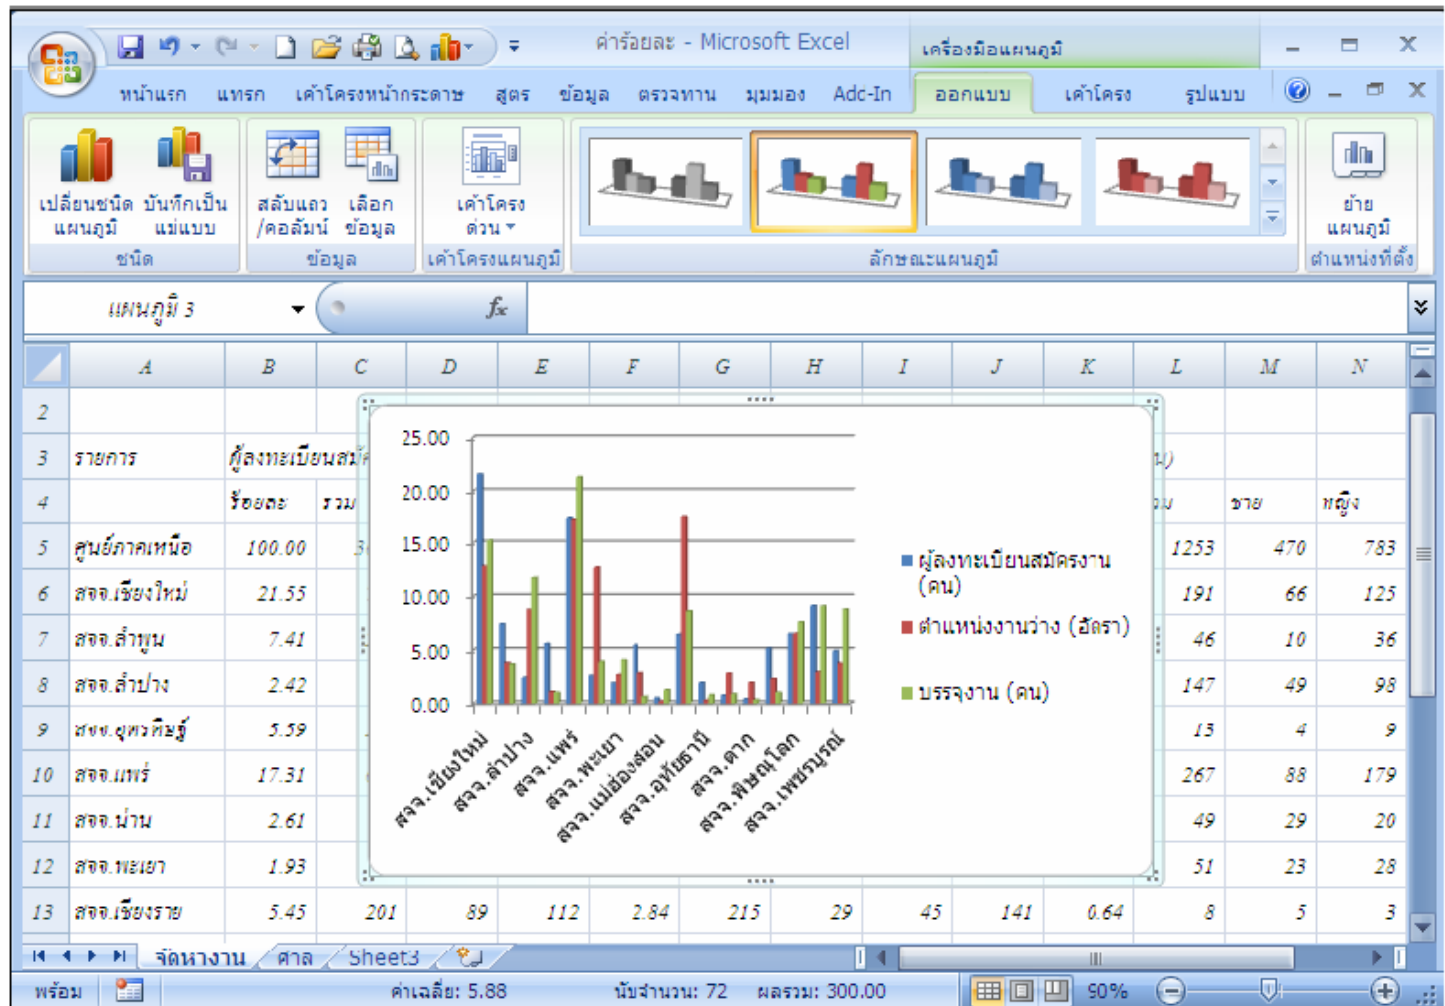 ค่าร้อยละ - Microsoft Excel
เครื่องมือแผนภูมิ
หน้าแรก แทรก เค้าโครงหน้ากระดาษ สูตร ข้อมูล ตรวจทาน มุมมอง Add-In ออกแบบ เค้าโครง รูปแบบ
เปลี่ยนชนิด บันทึกเป็น สลับแถว เลือก เค้าโครง ย้าย
แผนภูมิ แม่แบบ /คอลัมน์ ข้อมูล ด่วน แผนภูมิ
ชนิด ข้อมูล เค้าโครงแผนภูมิ ลักษณะแผนภูมิ ตำแหน่งที่ตั้ง
แผนภูมิ 3 fx
A B C D E F G H I J K L M N
2
3 รายการ ผู้ลงทะเบียนสมัค
4 ร้อยละ รวม ชาย หญิง
5 ศูนย์ภาคเหนือ 100.00 1253 470 783
6 สจจ.เชียงใหม่ 21.55 191 66 125
7 สจจ.ลำพูน 7.41 46 10 36
8 สจจ.ลำปาง 2.42 147 49 98
9 สจจ.อุตรดิษฐ์ 5.59 13 4 9
10 สจจ.แพร่ 17.31 267 88 179
11 สจจ.น่าน 2.61 49 29 20
12 สจจ.พะเยา 1.93 51 23 28
13 สจจ.เชียงราย 5.45 201 89 112 2.84 215 29 45 141 0.64 8 5 3
25.00
20.00
15.00
10.00
5.00
0.00
สจจ.เชียงใหม่
สจจ.ลำปาง
สจจ.แพร่
สจจ.พะเยา
สจจ.แม่ฮ่องสอน
สจจ.อุทัยธานี
สจจ.ตาก
สจจ.พิษณุโลก
สจจ.เพชรบูรณ์
ผู้ลงทะเบียนสมัครงาน
(คน)
ตำแหน่งงานว่าง (อัตรา)
บรรจุงาน (คน)
จัดหางาน ศาล Sheet3
พร้อม ค่าเฉลี่ย: 5.88 นับจำนวน: 72 ผลรวม: 300.00 90%